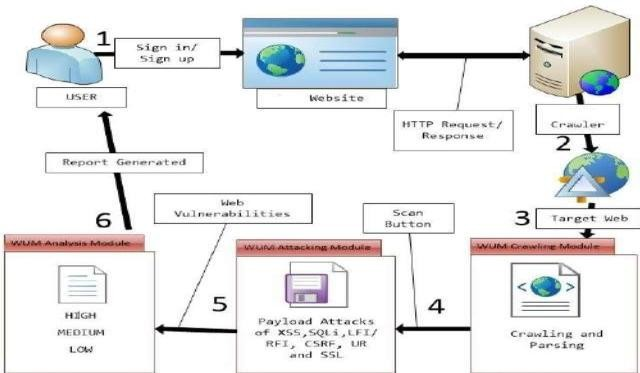 1
Sign in/
Sign up
USER
Website
HTTP Request/
Response
Crawler
2
Report Generated
Web
Vulnerabilities
Scan
Button
3
Target Web
6
WUM Analysis Module
WUM Attacking Module
WUM Crawling Module
HIGH
MEDIUM
LOW
5
Payload Attacks
of XSS,SQLi,LFI/
RFI, CSRF, UR
and SSL
4
Crawling and
Parsing